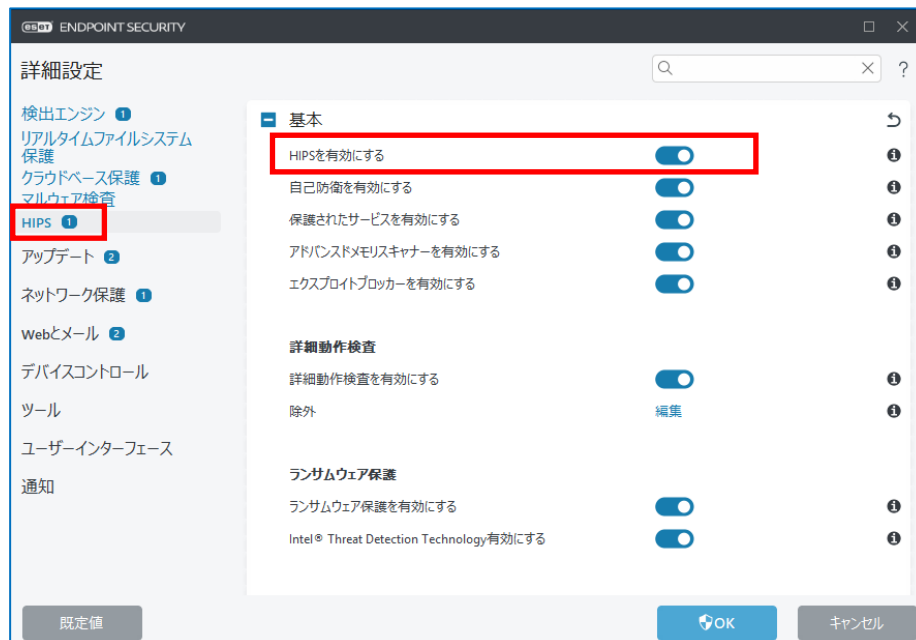 eset ENDPOINT SECURITY
詳細設定
?
検出エンジン 1
リアルタイムファイルシステム
保護
クラウドベース保護 1
マルウェア検査
HIPS 1
アップデート 2
ネットワーク保護 1
Webとメール 2
デバイスコントロール
ツール
ユーザーインターフェース
通知
基本
HIPSを有効にする
自己防衛を有効にする
保護されたサービスを有効にする
アドバンスドメモリスキャナーを有効にする
エクスプロイトブロッカーを有効にする
詳細動作検査
詳細動作検査を有効にする
除外 編集
ランサムウェア保護
ランサムウェア保護を有効にする
Intel® Threat Detection Technology有効にする
既定値 OK キャンセル